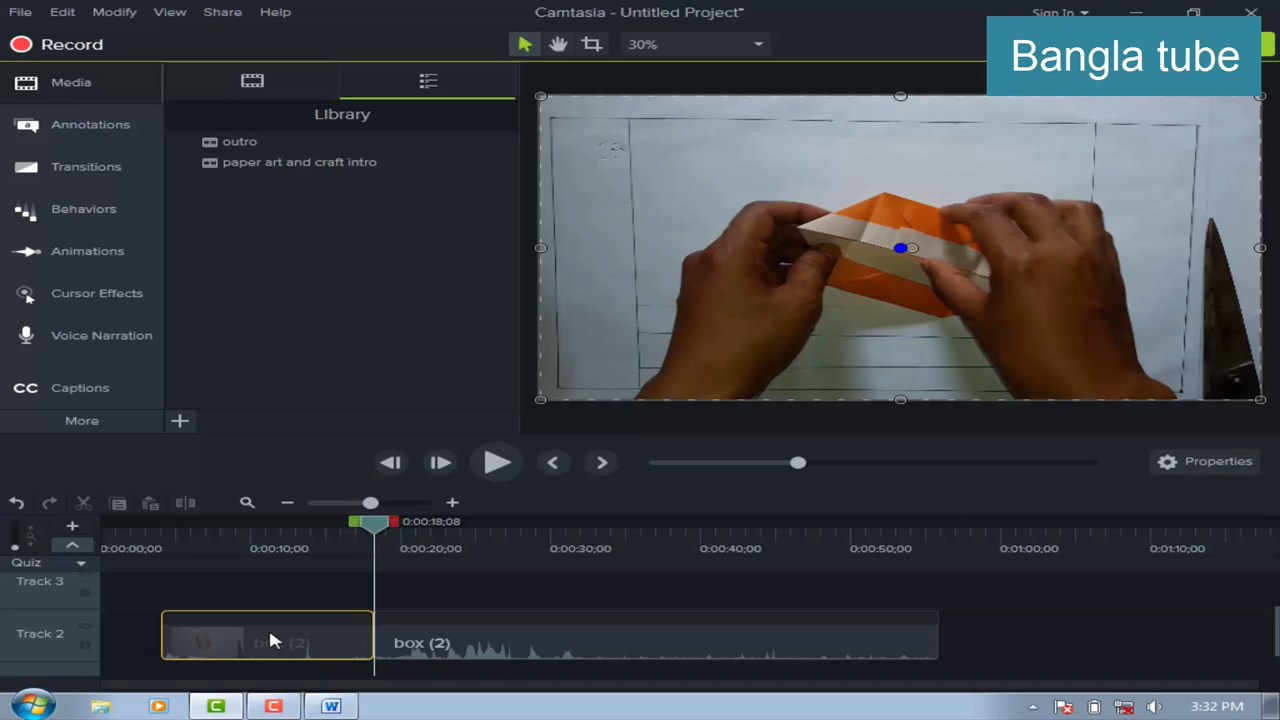 File Edit Modify View Share Help Camtasia - Untitled Project* Sign In
Record 30%
Bangla tube
Media
Annotations
Transitions
Behaviors
Animations
Cursor Effects
Voice Narration
CC Captions
More
Library
outro
paper art and craft intro
Properties
0:00:18;08
0:00:00;00 0:00:10;00 0:00:20;00 0:00:30;00 0:00:40;00 0:00:50;00 0:01:00;00 0:01:10;00
Quiz
Track 3
Track 2
box (2) box (2)
3:32 PM